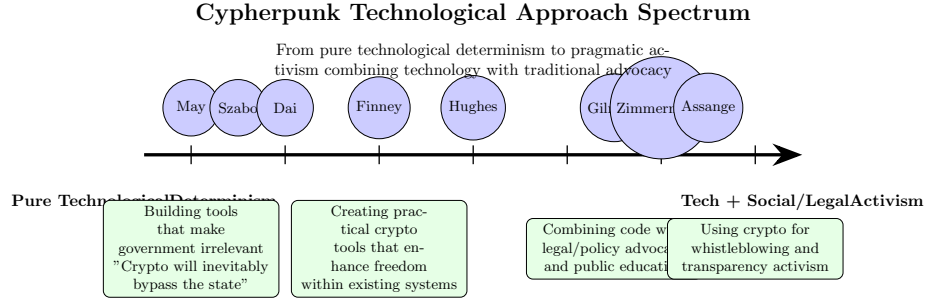 Cypherpunk Technological Approach Spectrum
From pure technological determinism to pragmatic ac-
tivism combining technology with traditional advocacy
May
Szabo
Dai
Finney
Hughes
Assange
Pure TechnologicalDeterminism
Tech + Social/LegalActivism
Building tools
that make
government irrelevant
"Crypto will inevitably
bypass the state"
Creating prac-
tical crypto
tools that en-
hance freedom
within existing systems
Combining code
legal/policy
and public
Using crypto for
whistleblowing and
transparency activism